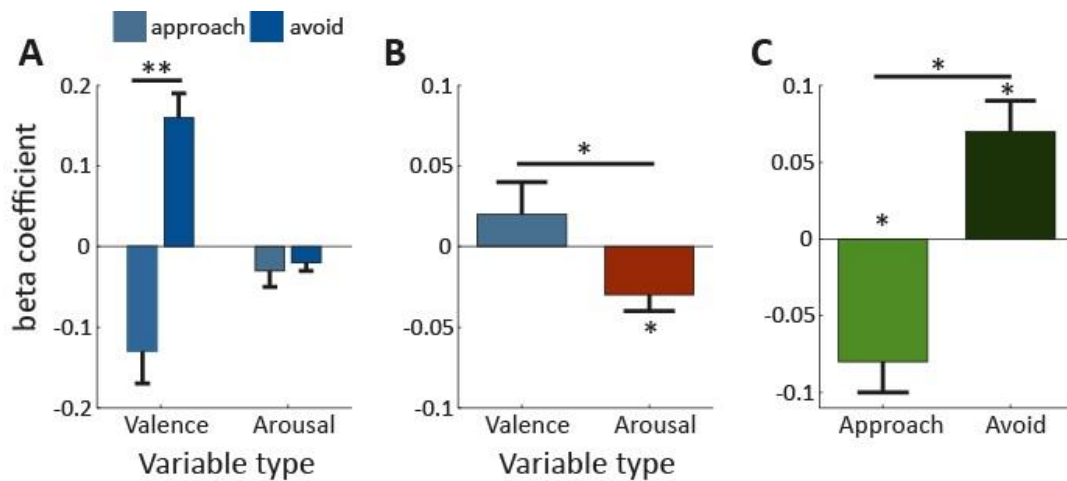 approach avoid
A
B
C
**
*
*
*
*
*
beta coefficient
0.2
0.1
0
-0.1
-0.2
Valence Arousal
Variable type
0.1
0.05
0
-0.05
-0.1
Valence Arousal
Variable type
0.1
0.05
0
-0.05
-0.1
Approach Avoid